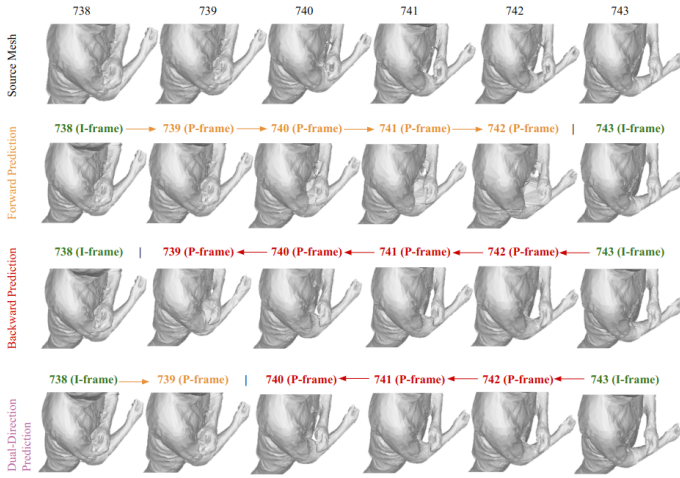 738 739 740 741 742 743
Source Mesh
738 (I-frame) 739 (P-frame) 740 (P-frame) 741 (P-frame) 742 (P-frame) | 743 (I-frame)
Forward Prediction
738 (I-frame) | 739 (P-frame) 740 (P-frame) 741 (P-frame) 742 (P-frame) 743 (I-frame)
Backward Prediction
738 (I-frame) 739 (P-frame) | 740 (P-frame) 741 (P-frame) 742 (P-frame) 743 (I-frame)
Dual-Direction
Prediction